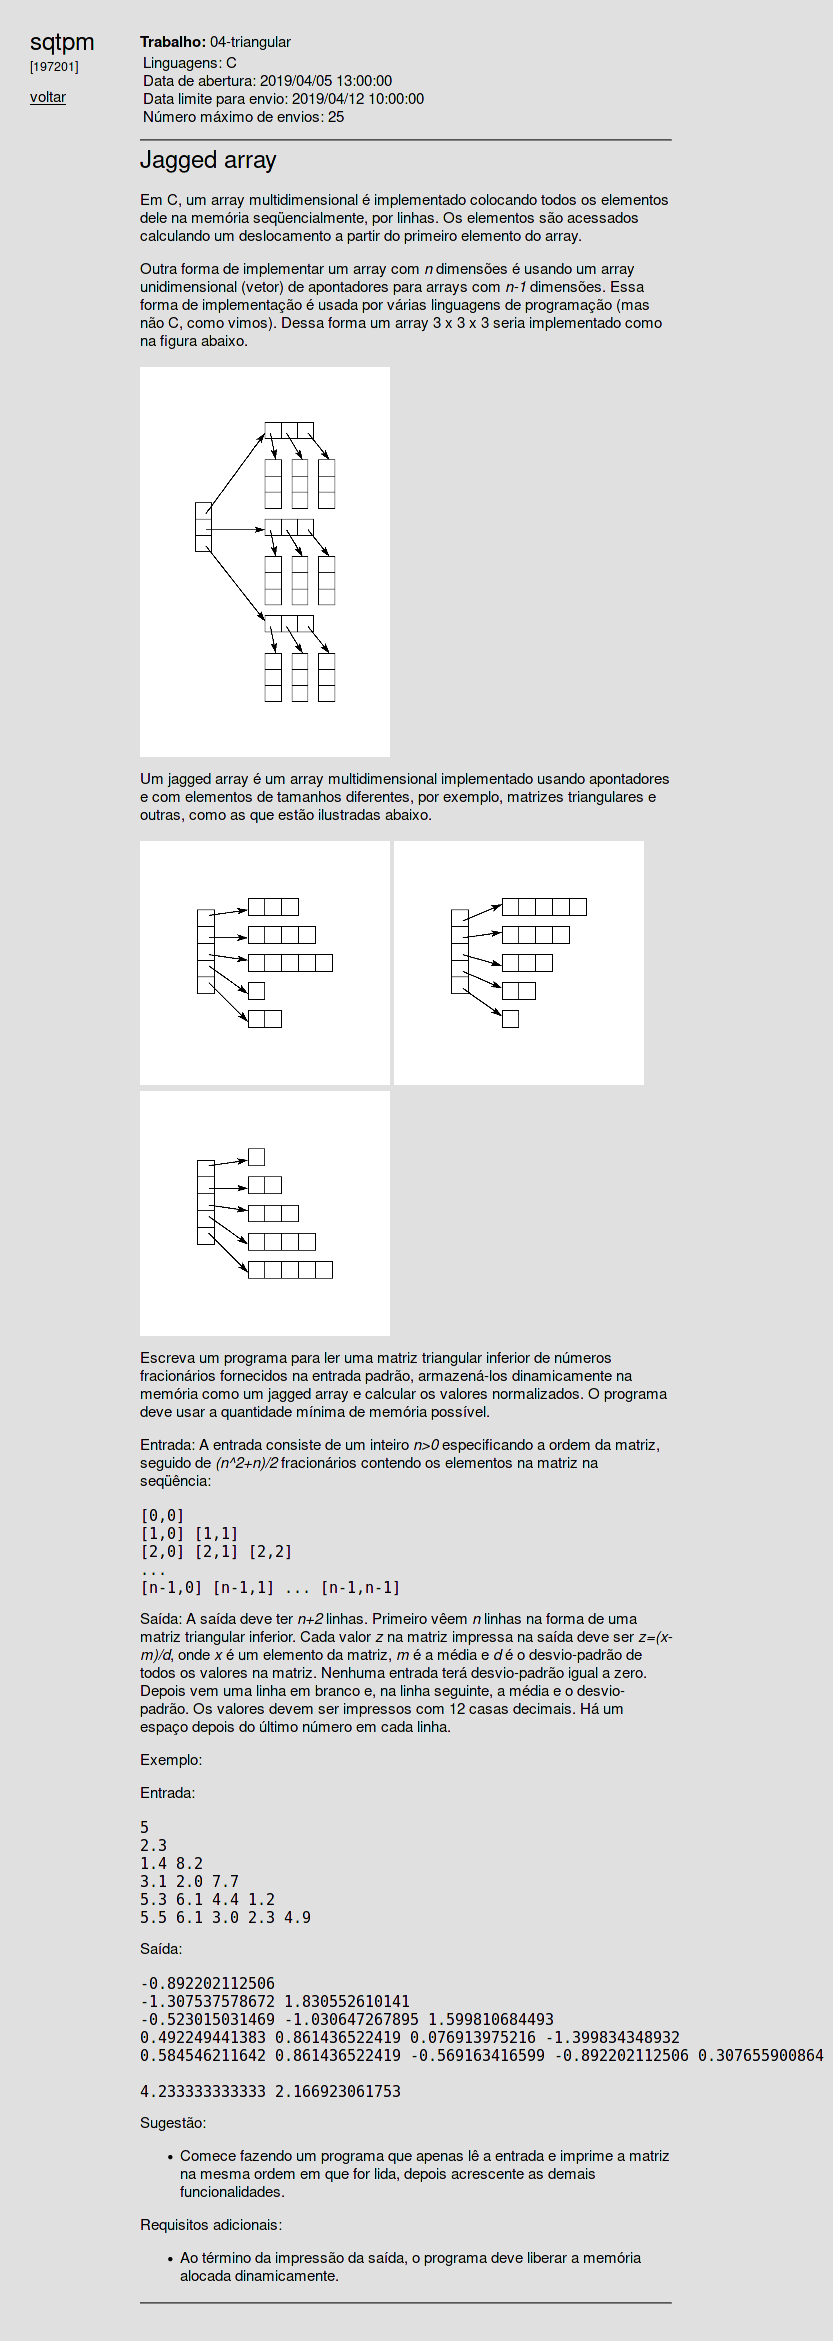 sqtpm
[197201]
voltar
Trabalho: 04-triangular
Linguagens: C
Data de abertura: 2019/04/05 13:00:00
Data limite para envio: 2019/04/12 10:00:00
Número máximo de envios: 25
Jagged array
Em C, um array multidimensional é implementado colocando todos os elementos
dele na memória seqüencialmente, por linhas. Os elementos são acessados
calculando um deslocamento a partir do primeiro elemento do array.
Outra forma de implementar um array com n dimensões é usando um array
unidimensional (vetor) de apontadores para arrays com n-1 dimensões. Essa
forma de implementação é usada por várias linguagens de programação (mas
não C, como vimos). Dessa forma um array 3 x 3 x 3 seria implementado como
na figura abaixo.
Um jagged array é um array multidimensional implementado usando apontadores
e com elementos de tamanhos diferentes, por exemplo, matrizes triangulares e
outras, como as que estão ilustradas abaixo.
Escreva um programa para ler uma matriz triangular inferior de números
fracionários fornecidos na entrada padrão, armazená-los dinamicamente na
memória como um jagged array e calcular os valores normalizados. O programa
deve usar a quantidade mínima de memória possível.
Entrada: A entrada consiste de um inteiro n>0 especificando a ordem da matriz,
seguido de (n^2+n)/2 fracionários contendo os elementos na matriz na
seqüência:
[0,0]
[1,0] [1,1]
[2,0] [2,1] [2,2]
...
[n-1,0] [n-1,1] ... [n-1,n-1]
Saída: A saída deve ter n+2 linhas. Primeiro vêem n linhas na forma de uma
matriz triangular inferior. Cada valor z na matriz impressa na saída deve ser z=(x-
m)/d, onde x é um elemento da matriz, m é a média e d é o desvio-padrão de
todos os valores na matriz. Nenhuma entrada terá desvio-padrão igual a zero.
Depois vem uma linha em branco e, na linha seguinte, a média e o desvio-
padrão. Os valores devem ser impressos com 12 casas decimais. Há um
espaço depois do último número em cada linha.
Exemplo:
Entrada:
5
2.3
1.4 8.2
3.1 2.0 7.7
5.3 6.1 4.4 1.2
5.5 6.1 3.0 2.3 4.9
Saída:
-0.892202112506
-1.307537578672 1.830552610141
-0.523015031469 -1.030647267895 1.599810684493
0.492249441383 0.861436522419 0.076913975216 -1.399834348932
0.584546211642 0.861436522419 -0.569163416599 -0.892202112506 0.307655900864
4.233333333333 2.166923061753
Sugestão:
• Comece fazendo um programa que apenas lê a entrada e imprime a matriz
na mesma ordem em que for lida, depois acrescente as demais
funcionalidades.
Requisitos adicionais:
• Ao término da impressão da saída, o programa deve liberar a memória
alocada dinamicamente.